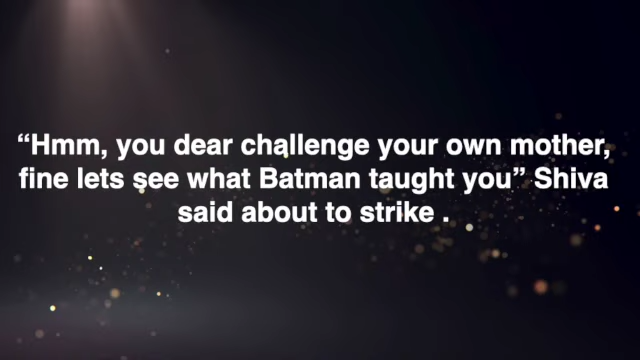 “Hmm, you dear challenge your own mother,
fine lets see what Batman taught you” Shiva
said about to strike .